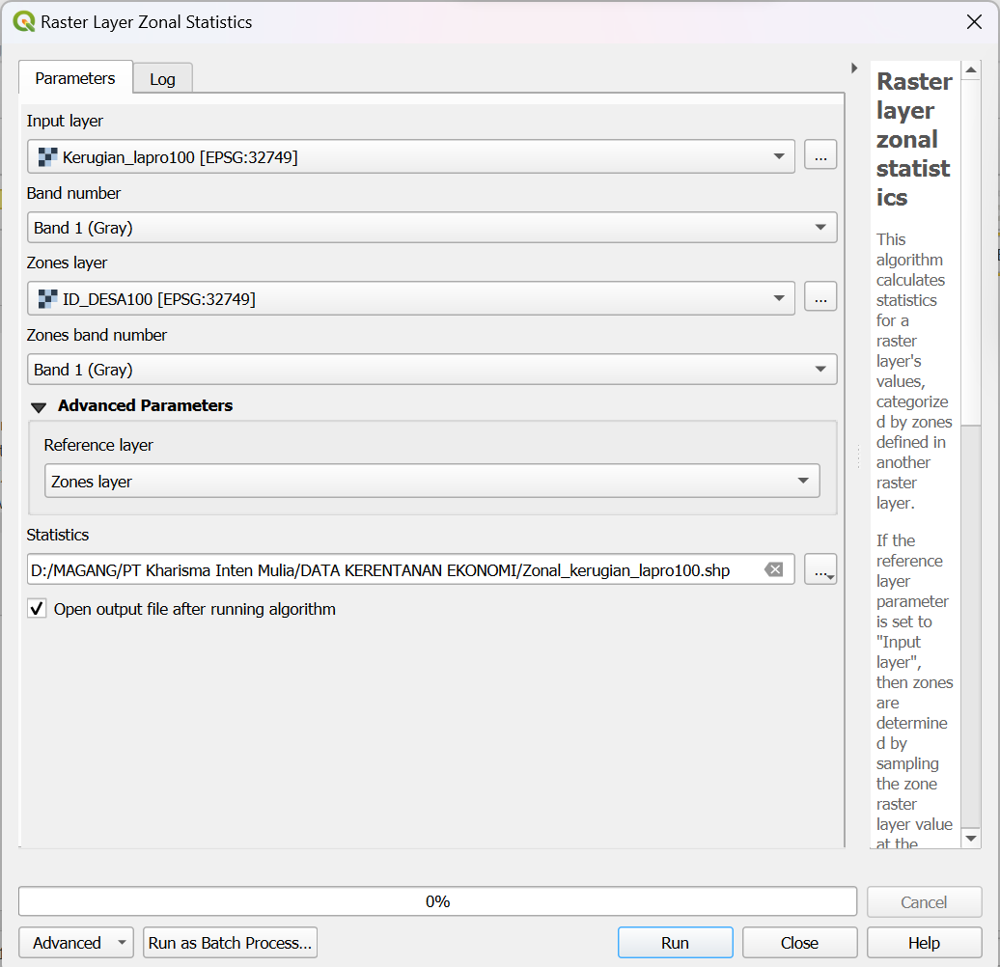 Raster Layer Zonal Statistics
Parameters
Log
Input layer
Kerugian_lapro100 [EPSG:32749]
...
Band number
Band 1 (Gray)
Zones layer
ID_DESA100 [EPSG:32749]
...
Zones band number
Band 1 (Gray)
Advanced Parameters
Reference layer
Zones layer
Statistics
D:/MAGANG/PT Kharisma Inten Mulia/DATA KERENTANAN EKONOMI/Zonal_kerugian_lapro100.shp
...
Open output file after running algorithm
Raster
layer
zonal
statist
ics
This
algorithm
calculates
statistics
for a
raster
layer's
values,
categorize
d by zones
defined in
another
raster
layer.
If the
reference
layer
parameter
is set to
"Input
layer",
then zones
are
determine
d by
sampling
the zone
raster
layer value
at the
0%
Cancel
Advanced
Run as Batch Process...
Run
Close
Help